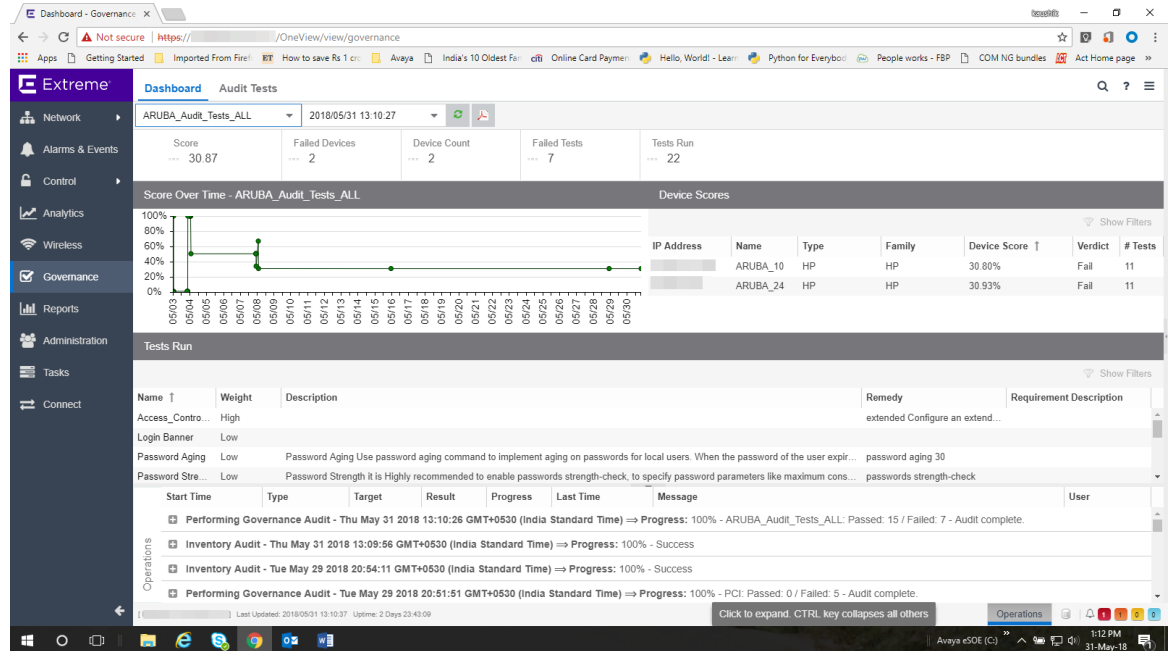 Dashboard - Governance
kaushik
Not secure | https:// /OneView/view/governance
Apps Getting Started Imported From Firef ET How to save Rs 1 cro Avaya India's 10 Oldest Fan citi Online Card Paymen Hello, World! - Learn Python for Everybod People works - FBP COM NG bundles Act Home page »
Extreme
Dashboard Audit Tests
?
Network
Alarms & Events
Control
Analytics
Wireless
Governance
Reports
Administration
Tasks
Connect
ARUBA_Audit_Tests_ALL 2018/05/31 13:10:27
Score Failed Devices Device Count Failed Tests Tests Run
--- 30.87 --- 2 --- 2 --- 7 --- 22
Score Over Time - ARUBA_Audit_Tests_ALL
100%
80%
60%
40%
20%
0%
05/03 05/04 05/05 05/06 05/07 05/08 05/09 05/10 05/11 05/12 05/13 05/14 05/15 05/16 05/17 05/18 05/19 05/20 05/21 05/22 05/23 05/24 05/25 05/26 05/27 05/28 05/29 05/30
Device Scores
Show Filters
IP Address Name Type Family Device Score ↑ Verdict # Tests
ARUBA_10 HP HP 30.80% Fail 11
ARUBA_24 HP HP 30.93% Fail 11
Tests Run
Show Filters
Name ↑ Weight Description Remedy Requirement Description
Access_Contro... High extended Configure an extend...
Login Banner Low
Password Aging Low Password Aging Use password aging command to implement aging on passwords for local users. When the password of the user expir... password aging 30
Password Stre... Low Password Strength it is Highly recommended to enable passwords strength-check, to specify password parameters like maximum cons... passwords strength-check
Operations
Start Time Type Target Result Progress Last Time Message User
Performing Governance Audit - Thu May 31 2018 13:10:26 GMT+0530 (India Standard Time) ⟹ Progress: 100% - ARUBA_Audit_Tests_ALL: Passed: 15 / Failed: 7 - Audit complete.
Inventory Audit - Thu May 31 2018 13:09:56 GMT+0530 (India Standard Time) ⟹ Progress: 100% - Success
Inventory Audit - Tue May 29 2018 20:54:11 GMT+0530 (India Standard Time) ⟹ Progress: 100% - Success
Performing Governance Audit - Tue May 29 2018 20:51:51 GMT+0530 (India Standard Time) ⟹ Progress: 100% - PCI: Passed: 0 / Failed: 5 - Audit complete.
[ ] Last Updated: 2018/05/31 13:10:37 Uptime: 2 Days 23:43:09
Click to expand. CTRL key collapses all others
Operations 1 1 0 0
Avaya eSOE (C:) » 1:12 PM
31-May-18